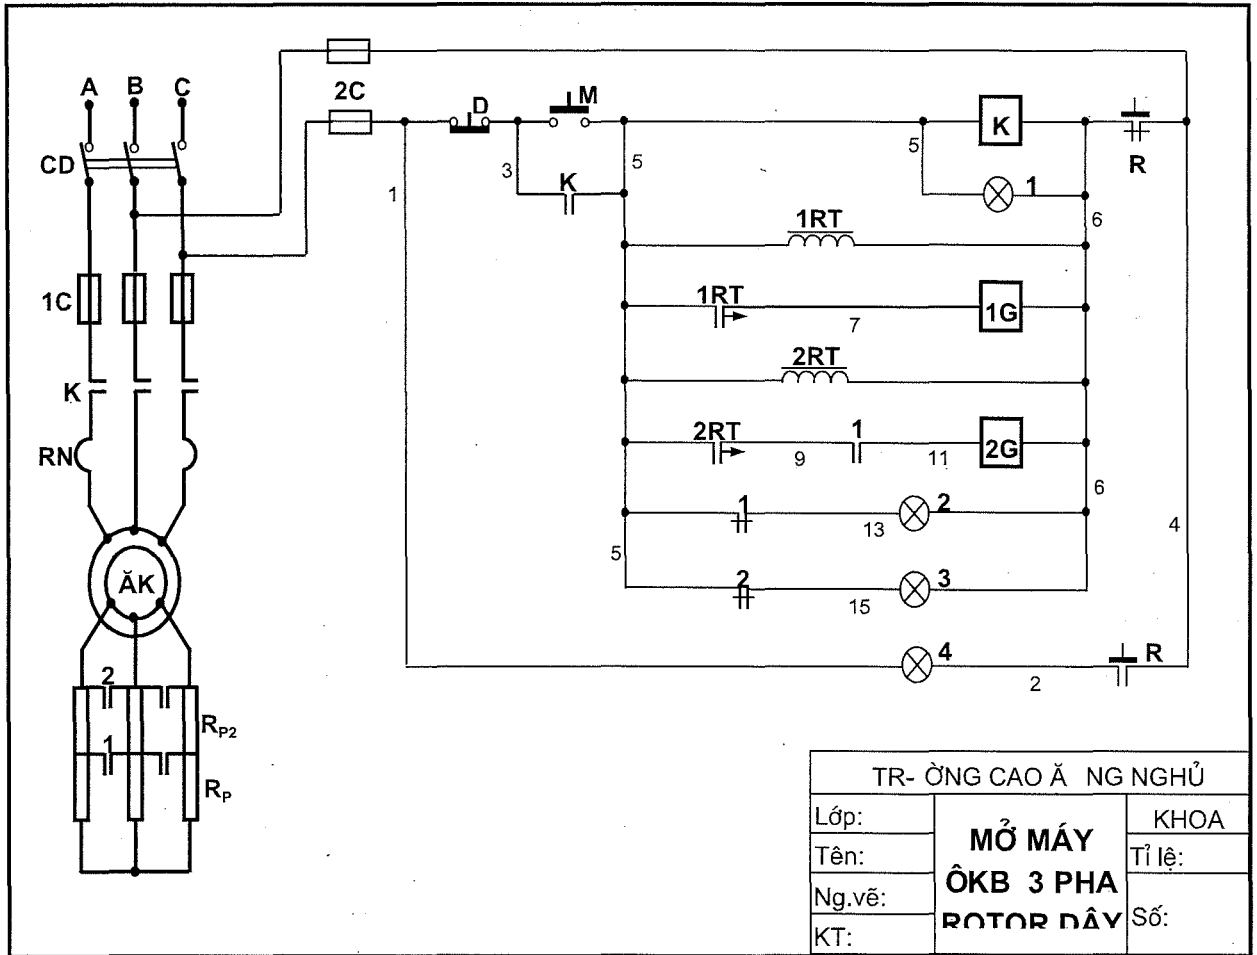 A B C
2C
D
M
CD
K
R
1
3
5
5
1
6
K
1RT
1C
1RT
7
1G
K
2RT
RN
2RT
9
1
11
2G
6
1
13
2
4
5
2
15
3
ĂK
4
2
R
2
RP2
1
RP
TR- ỜNG CAO Ă NG NGHỦ
Lớp:
KHOA
Tên:
MỞ MÁY
Tỉ lệ:
ÔKB 3 PHA
Ng.vẽ:
ROTOR DÂY
Số:
KT: